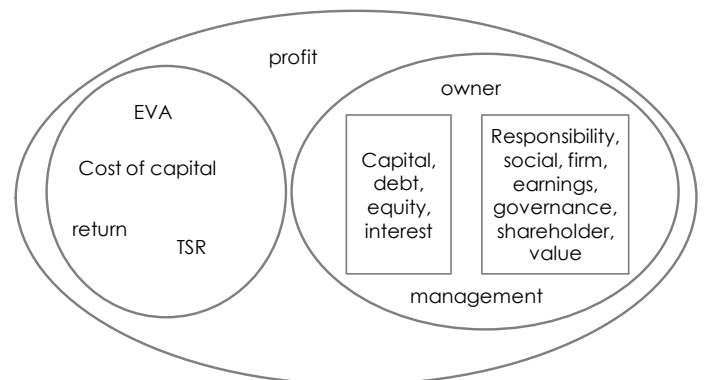 profit
EVA
Cost of capital
return
TSR
owner
Capital,
debt,
equity,
interest
Responsibility,
social, firm,
earnings,
governance,
shareholder,
value
management